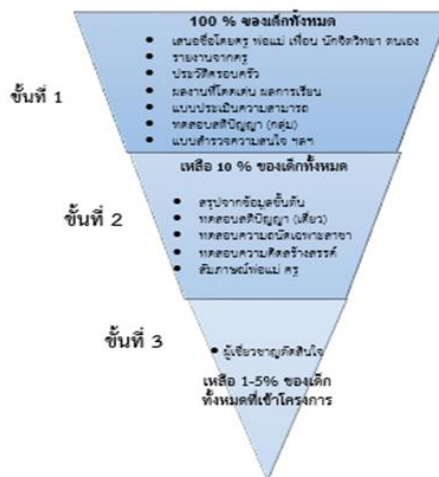 100 % ของเด็กทั้งหมด
• เสนอชื่อโดยครู พ่อแม่ เพื่อน นักจิตวิทยา ตนเอง
• รายงานจากครู
• ประวัติครอบครัว
• ผลงานที่โดดเด่น ผลการเรียน
• แบบประเมินความสามารถ
• ทดสอบสติปัญญา (กลุ่ม)
• แบบสำรวจความสนใจ ฯลฯ
ขั้นที่ 1
เหลือ 10 % ของเด็กทั้งหมด
• สรุปจากข้อมูลขั้นต้น
• ทดสอบสติปัญญา (เดี่ยว)
• ทดสอบความถนัดเฉพาะสาขา
• ทดสอบความคิดสร้างสรรค์
• สัมภาษณ์พ่อแม่ ครู
ขั้นที่ 2
ขั้นที่ 3
• ผู้เชี่ยวชาญตัดสินใจ
เหลือ 1-5% ของเด็ก
ทั้งหมดที่เข้าโครงการ